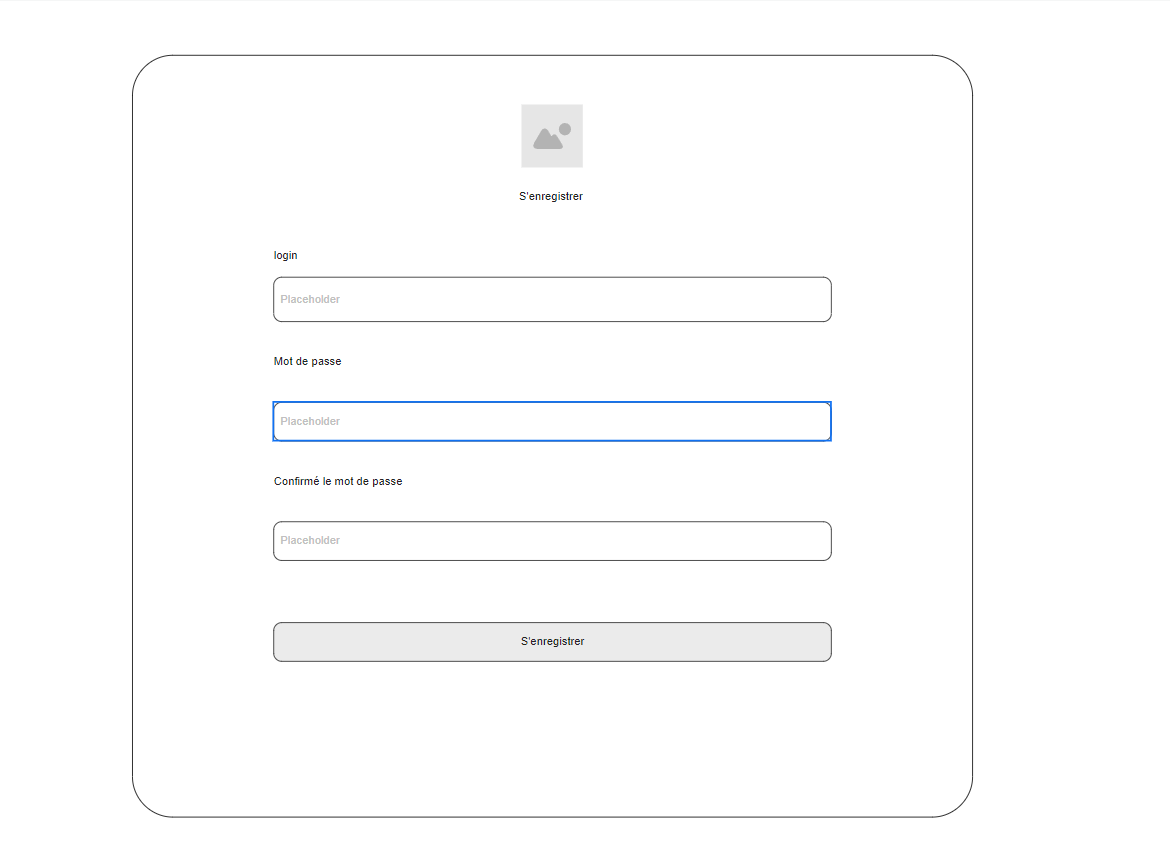 S'enregistrer
login
Placeholder
Mot de passe
Placeholder
Confirmé le mot de passe
Placeholder
S'enregistrer